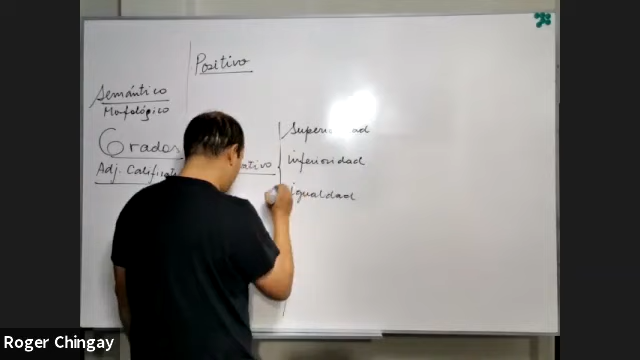 Positivo
Semántico
Morfológico
Superioridad
Grados
inferioridad
Adj. Calificati
ativo
igualdad
Roger Chingay